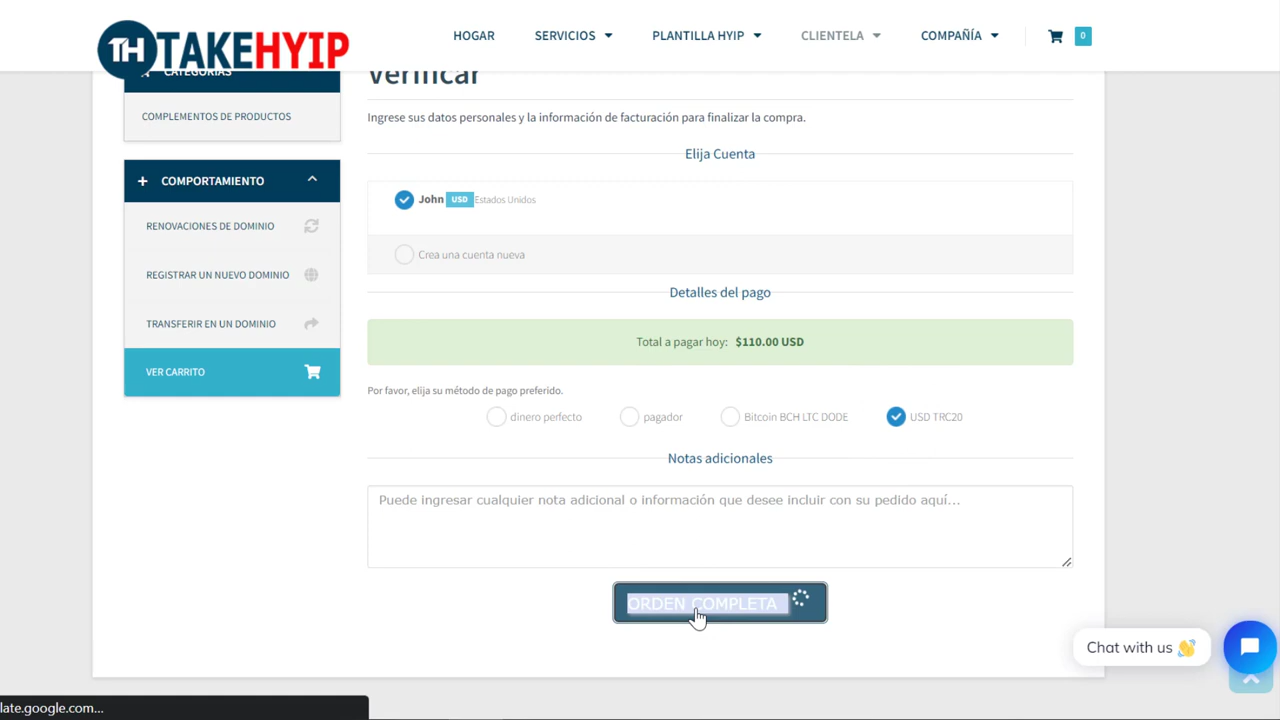 TH TAKEHYIP
HOGAR SERVICIOS PLANTILLA HYIP CLIENTELA COMPAÑÍA 0
CATEGORÍAS
COMPLEMENTOS DE PRODUCTOS
COMPORTAMIENTO
RENOVACIONES DE DOMINIO
REGISTRAR UN NUEVO DOMINIO
TRANSFERIR EN UN DOMINIO
VER CARRITO
Verificar
Ingrese sus datos personales y la información de facturación para finalizar la compra.
Elija Cuenta
John USD Estados Unidos
Crea una cuenta nueva
Detalles del pago
Total a pagar hoy: $110.00 USD
Por favor, elija su método de pago preferido.
dinero perfecto pagador Bitcoin BCH LTC DODE USD TRC20
Notas adicionales
Puede ingresar cualquier nota adicional o información que desee incluir con su pedido aquí...
ORDEN COMPLETA
Chat with us 👋
late.google.com...